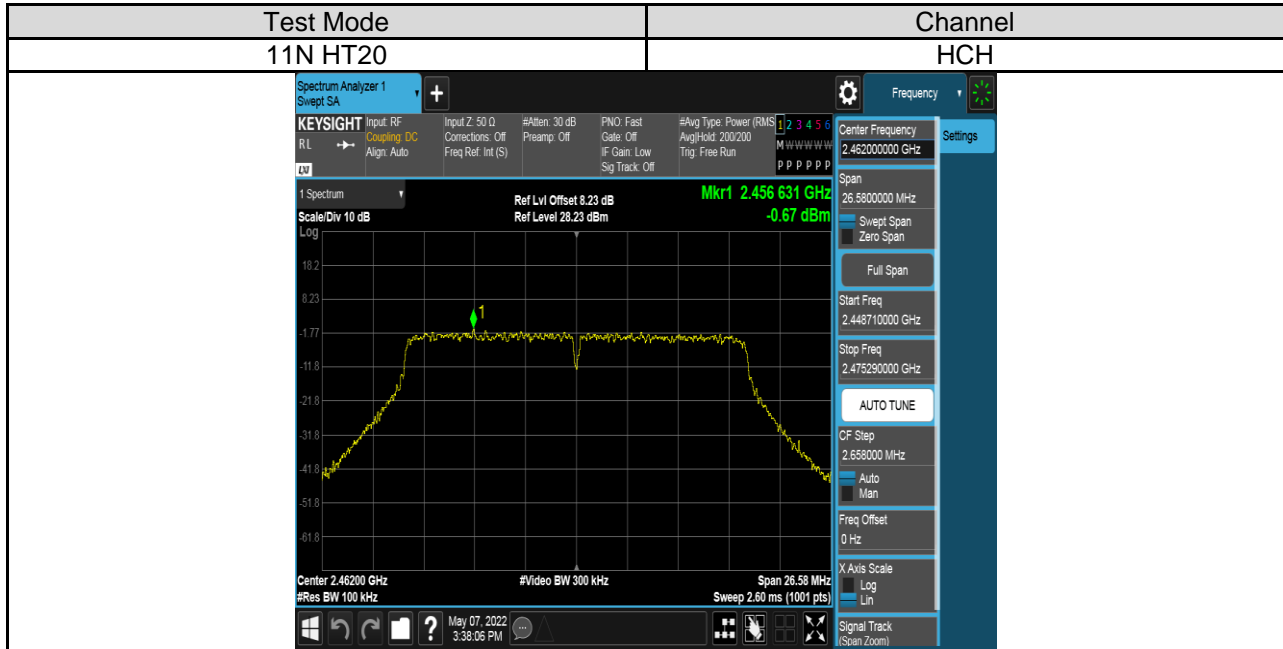 Test Mode Channel
11N HT20 HCH
Spectrum Analyzer 1
Swept SA
Frequency
KEYSIGHT Input: RF Input Z: 50 Ω #Atten: 30 dB PNO: Fast #Avg Type: Power (RMS 1 2 3 4 5 6
RL Coupling: DC Corrections: Off Preamp: Off Gate: Off Avg|Hold: 200/200 M W W W W W
Align: Auto Freq Ref: Int (S) IF Gain: Low Trig: Free Run
LXI Sig Track: Off P P P P P P
1 Spectrum
Ref Lvl Offset 8.23 dB Mkr1 2.456 631 GHz
Scale/Div 10 dB Ref Level 28.23 dBm -0.67 dBm
Log
18.2
8.23
1
-1.77
-11.8
-21.8
-31.8
-41.8
-51.8
-61.8
Center 2.46200 GHz #Video BW 300 kHz Span 26.58 MHz
#Res BW 100 kHz Sweep 2.60 ms (1001 pts)
?
May 07, 2022
3:38:06 PM
Center Frequency
2.462000000 GHz
Settings
Span
26.5800000 MHz
Swept Span
Zero Span
Full Span
Start Freq
2.448710000 GHz
Stop Freq
2.475290000 GHz
AUTO TUNE
CF Step
2.658000 MHz
Auto
Man
Freq Offset
0 Hz
X Axis Scale
Log
Lin
Signal Track
(Span Zoom)